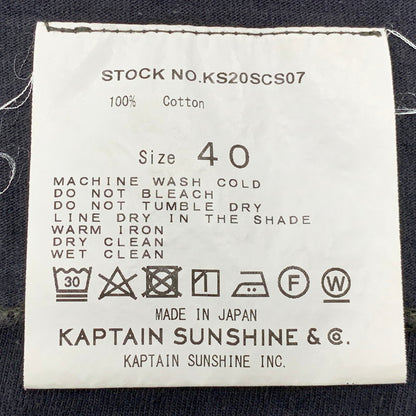 STOCK NO.KS20SCS07
100% Cotton
Size 40
MACHINE WASH COLD
DO NOT BLEACH
DO NOT TUMBLE DRY
LINE DRY IN THE SHADE
WARM IRON
DRY CLEAN
WET CLEAN
30 F W
MADE IN JAPAN
KAPTAIN SUNSHINE & Co.
KAPTAIN SUNSHINE INC.